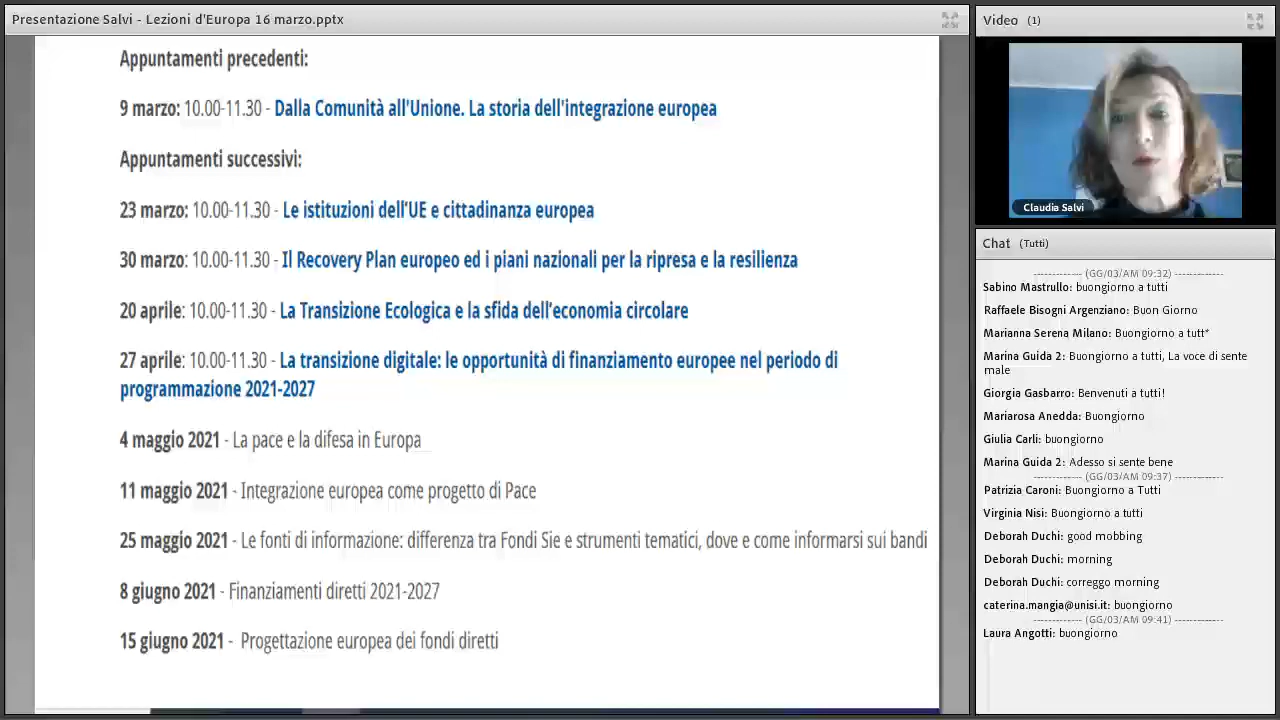 Presentazione Salvi - Lezioni d'Europa 16 marzo.pptx
Appuntamenti precedenti:
9 marzo: 10.00-11.30 - Dalla Comunità all'Unione. La storia dell'integrazione europea
Appuntamenti successivi:
23 marzo: 10.00-11.30 - Le istituzioni dell'UE e cittadinanza europea
30 marzo: 10.00-11.30 - Il Recovery Plan europeo ed i piani nazionali per la ripresa e la resilienza
20 aprile: 10.00-11.30 - La Transizione Ecologica e la sfida dell'economia circolare
27 aprile: 10.00-11.30 - La transizione digitale: le opportunità di finanziamento europee nel periodo di
programmazione 2021-2027
4 maggio 2021 - La pace e la difesa in Europa
11 maggio 2021 - Integrazione europea come progetto di Pace
25 maggio 2021 - Le fonti di informazione: differenza tra Fondi Sie e strumenti tematici, dove e come informarsi sui bandi
8 giugno 2021 - Finanziamenti diretti 2021-2027
15 giugno 2021 - Progettazione europea dei fondi diretti
Video (1)
Claudia Salvi
Chat (Tutti)
------------- (GG/03/AM 09:32) -------------
Sabino Mastrullo: buongiorno a tutti
Raffaele Bisogni Argenziano: Buon Giorno
Marianna Serena Milano: Buongiorno a tutt*
Marina Guida 2: Buongiorno a tutti, La voce di sente
male
Giorgia Gasbarro: Benvenuti a tutti!
Mariarosa Anedda: Buongiorno
Giulia Carli: buongiorno
Marina Guida 2: Adesso si sente bene
------------- (GG/03/AM 09:37) -------------
Patrizia Caroni: Buongiorno a Tutti
Virginia Nisi: Buongiorno a tutti
Deborah Duchi: good mobbing
Deborah Duchi: morning
Deborah Duchi: correggo morning
caterina.mangia@unisi.it: buongiorno
------------- (GG/03/AM 09:41) -------------
Laura Angotti: buongiorno